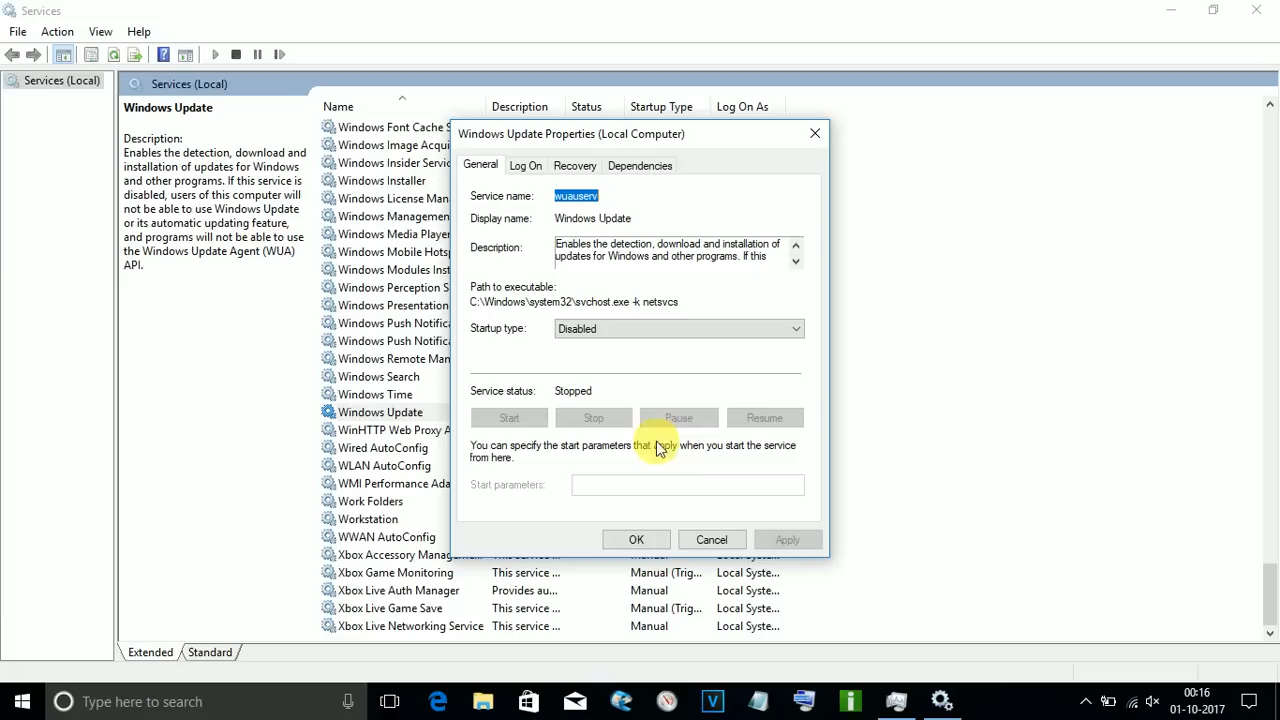 Services
File Action View Help
Services (Local)
Services (Local)
Windows Update
Description:
Enables the detection, download and
installation of updates for Windows
and other programs. If this service is
disabled, users of this computer will
not be able to use Windows Update
or its automatic updating feature,
and programs will not be able to use
the Windows Update Agent (WUA)
API.
Name Description Status Startup Type Log On As
Windows Font Cache S
Windows Image Acqui
Windows Insider Servic
Windows Installer
Windows License Man
Windows Management
Windows Media Player
Windows Mobile Hots
Windows Modules Inst
Windows Perception S
Windows Presentation
Windows Push Notifica
Windows Push Notifica
Windows Remote Man
Windows Search
Windows Time
Windows Update
WinHTTP Web Proxy A
Wired AutoConfig
WLAN AutoConfig
WMI Performance Ada
Work Folders
Workstation
WWAN AutoConfig
Xbox Accessory Manageme...
Xbox Game Monitoring This service ... Manual (Trig... Local Syste...
Xbox Live Auth Manager Provides au... Manual Local Syste...
Xbox Live Game Save This service ... Manual (Trig... Local Syste...
Xbox Live Networking Service This service ... Manual Local Syste...
Extended Standard
Windows Update Properties (Local Computer)
General Log On Recovery Dependencies
Service name: wuauserv
Display name: Windows Update
Description: Enables the detection, download and installation of
updates for Windows and other programs. If this
Path to executable:
C:\Windows\system32\svchost.exe -k netsvcs
Startup type: Disabled
Service status: Stopped
Start Stop Pause Resume
You can specify the start parameters that apply when you start the service
from here.
Start parameters:
OK Cancel Apply
Type here to search
00:16
01-10-2017